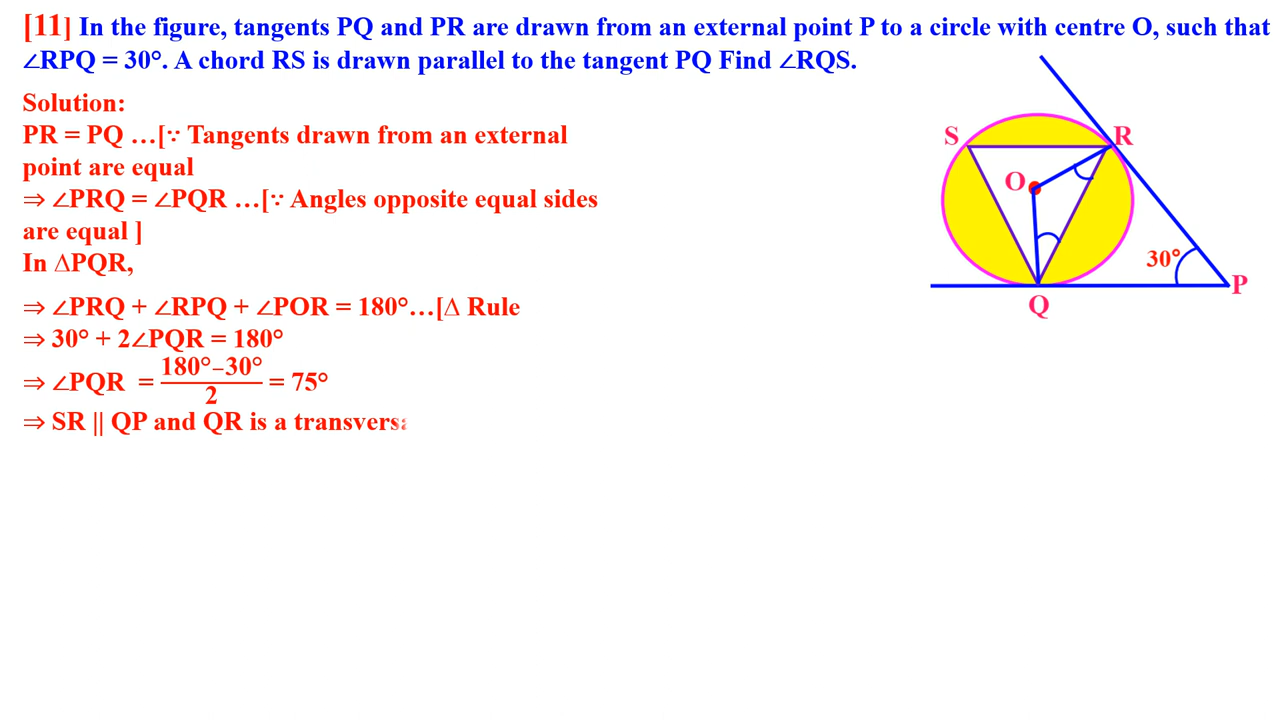 [11] In the figure, tangents PQ and PR are drawn from an external point P to a circle with centre O, such that
∠RPQ = 30°. A chord RS is drawn parallel to the tangent PQ Find ∠RQS.
Solution:
PR = PQ …[∵ Tangents drawn from an external
point are equal
⇒ ∠PRQ = ∠PQR …[∵ Angles opposite equal sides
are equal ]
In ∆PQR,
⇒ ∠PRQ + ∠RPQ + ∠POR = 180°…[∆ Rule
⇒ 30° + 2∠PQR = 180°
⇒ ∠PQR = (180°–30°)/2 = 75°
⇒ SR || QP and QR is a transversa
S
R
O
30°
P
Q